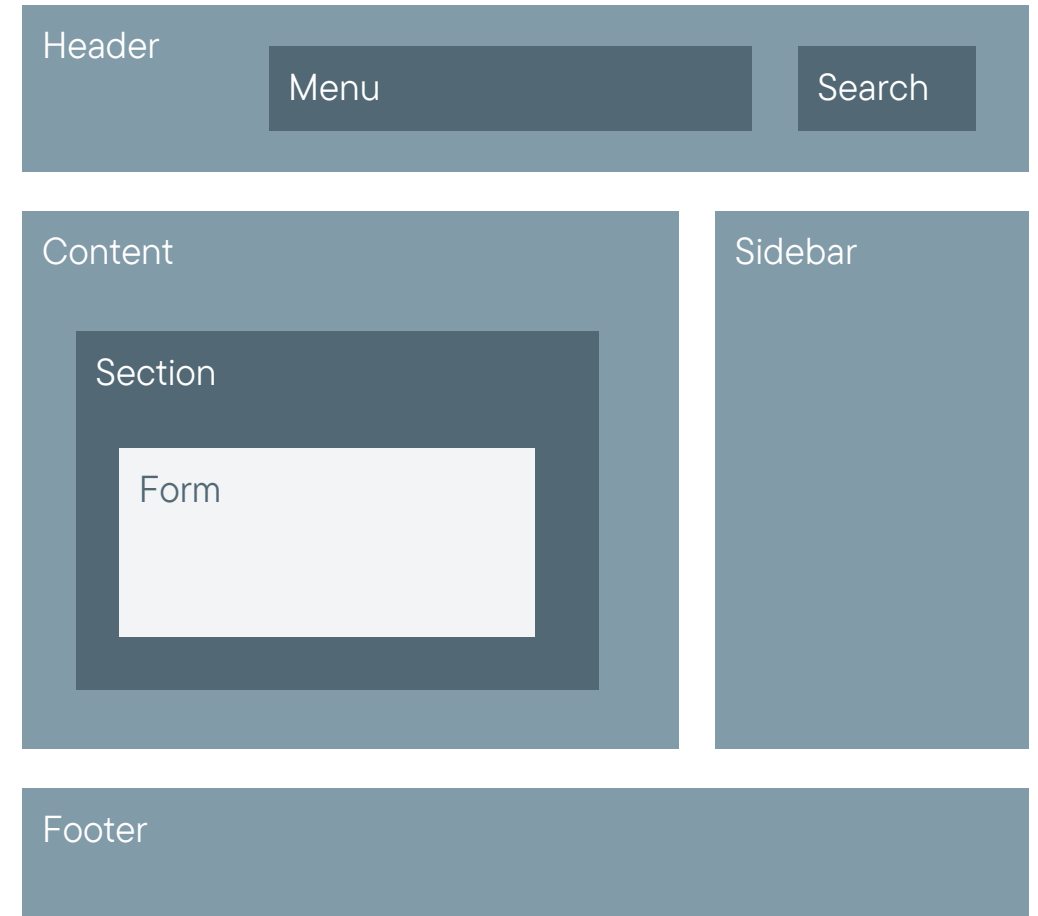 Header
Menu
Search
Content
Sidebar
Section
Form
Footer